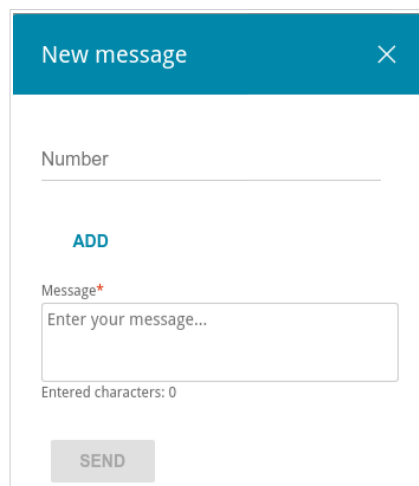 New message
Number
ADD
Message*
Enter your message...
Entered characters: 0
SEND